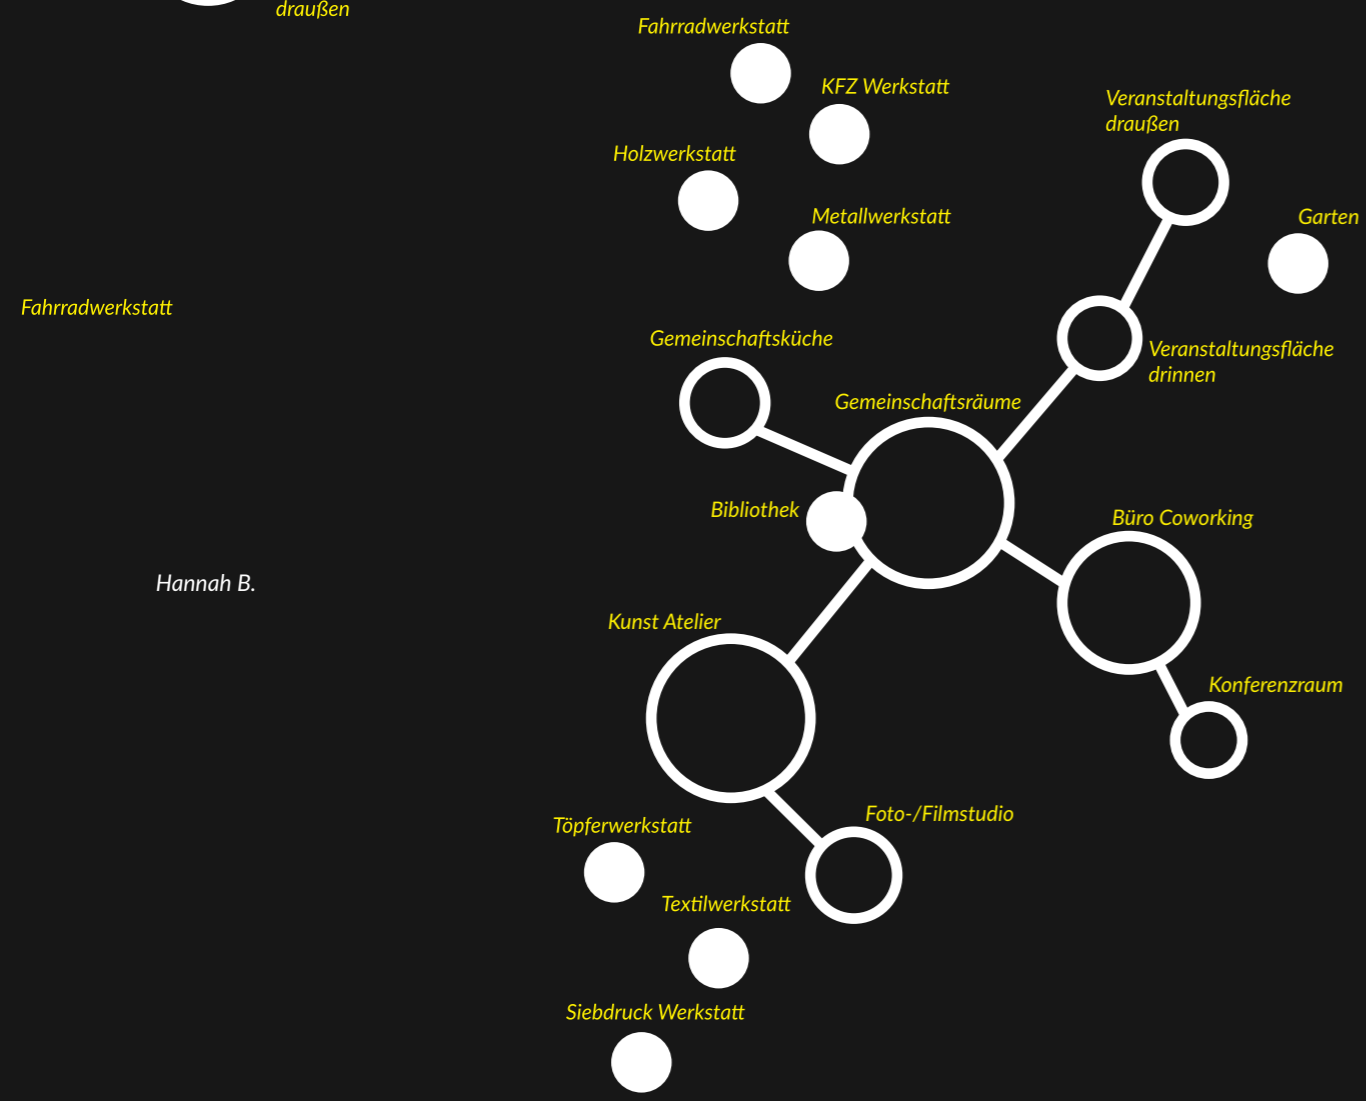 draußen
Fahrradwerkstatt
KFZ Werkstatt
Veranstaltungsfläche
draußen
Holzwerkstatt
Metallwerkstatt
Garten
Fahrradwerkstatt
Gemeinschaftsküche
Veranstaltungsfläche
drinnen
Gemeinschaftsräume
Bibliothek
Büro Coworking
Hannah B.
Kunst Atelier
Konferenzraum
Foto-/Filmstudio
Töpferwerkstatt
Textilwerkstatt
Siebdruck Werkstatt